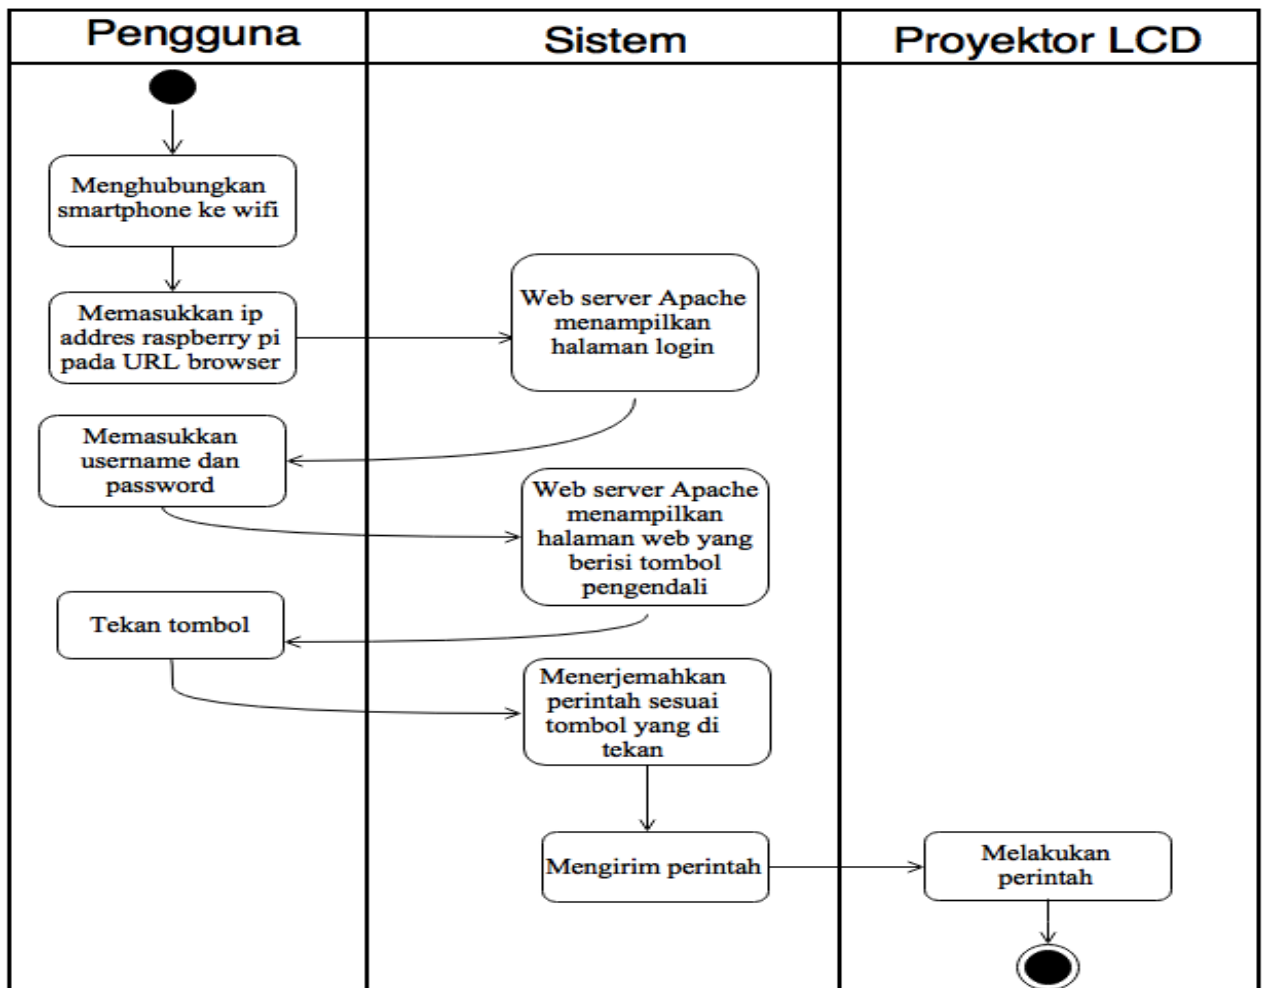 Pengguna
Sistem
Proyektor LCD
Menghubungkan
smartphone ke wifi
Memasukkan ip
addres raspberry pi
pada URL browser
Web server Apache
menampilkan
halaman login
Memasukkan
username dan
password
Web server Apache
menampilkan
halaman web yang
berisi tombol
pengendali
Tekan tombol
Menerjemahkan
perintah sesuai
tombol yang di
tekan
Mengirim perintah
Melakukan
perintah